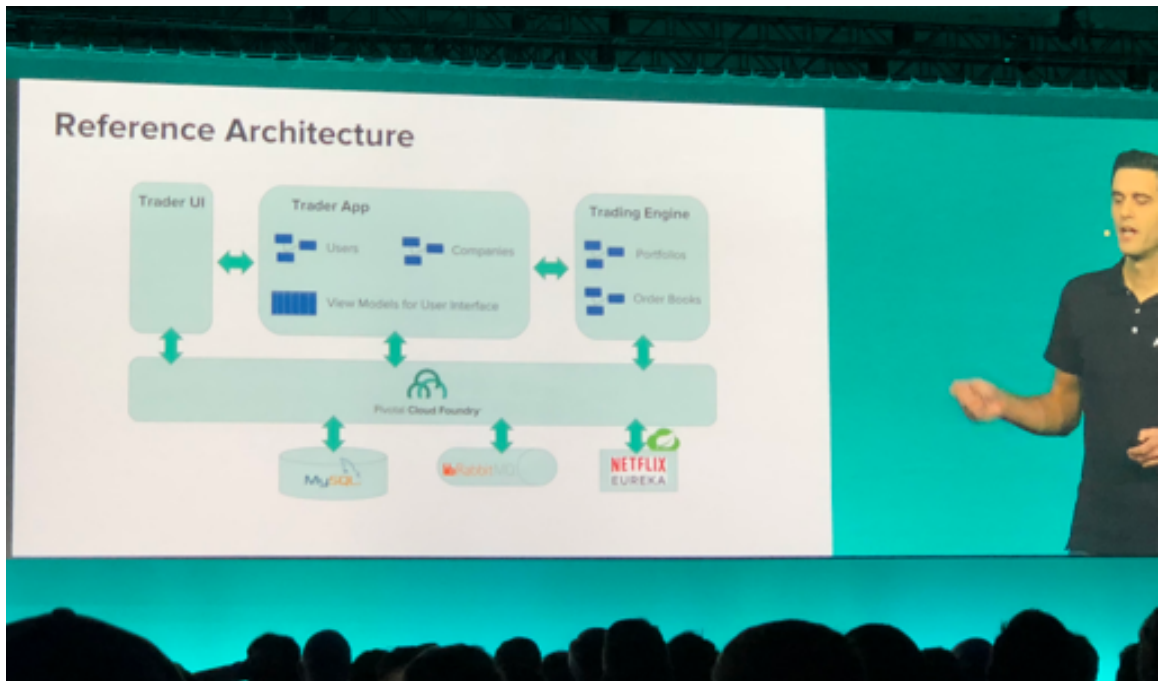 Reference Architecture
Trader UI
Trader App
Users
Companies
View Models for User Interface
Trading Engine
Portfolios
Order Books
Pivotal Cloud Foundry
MySQL
RabbitMQ
NETFLIX
EUREKA